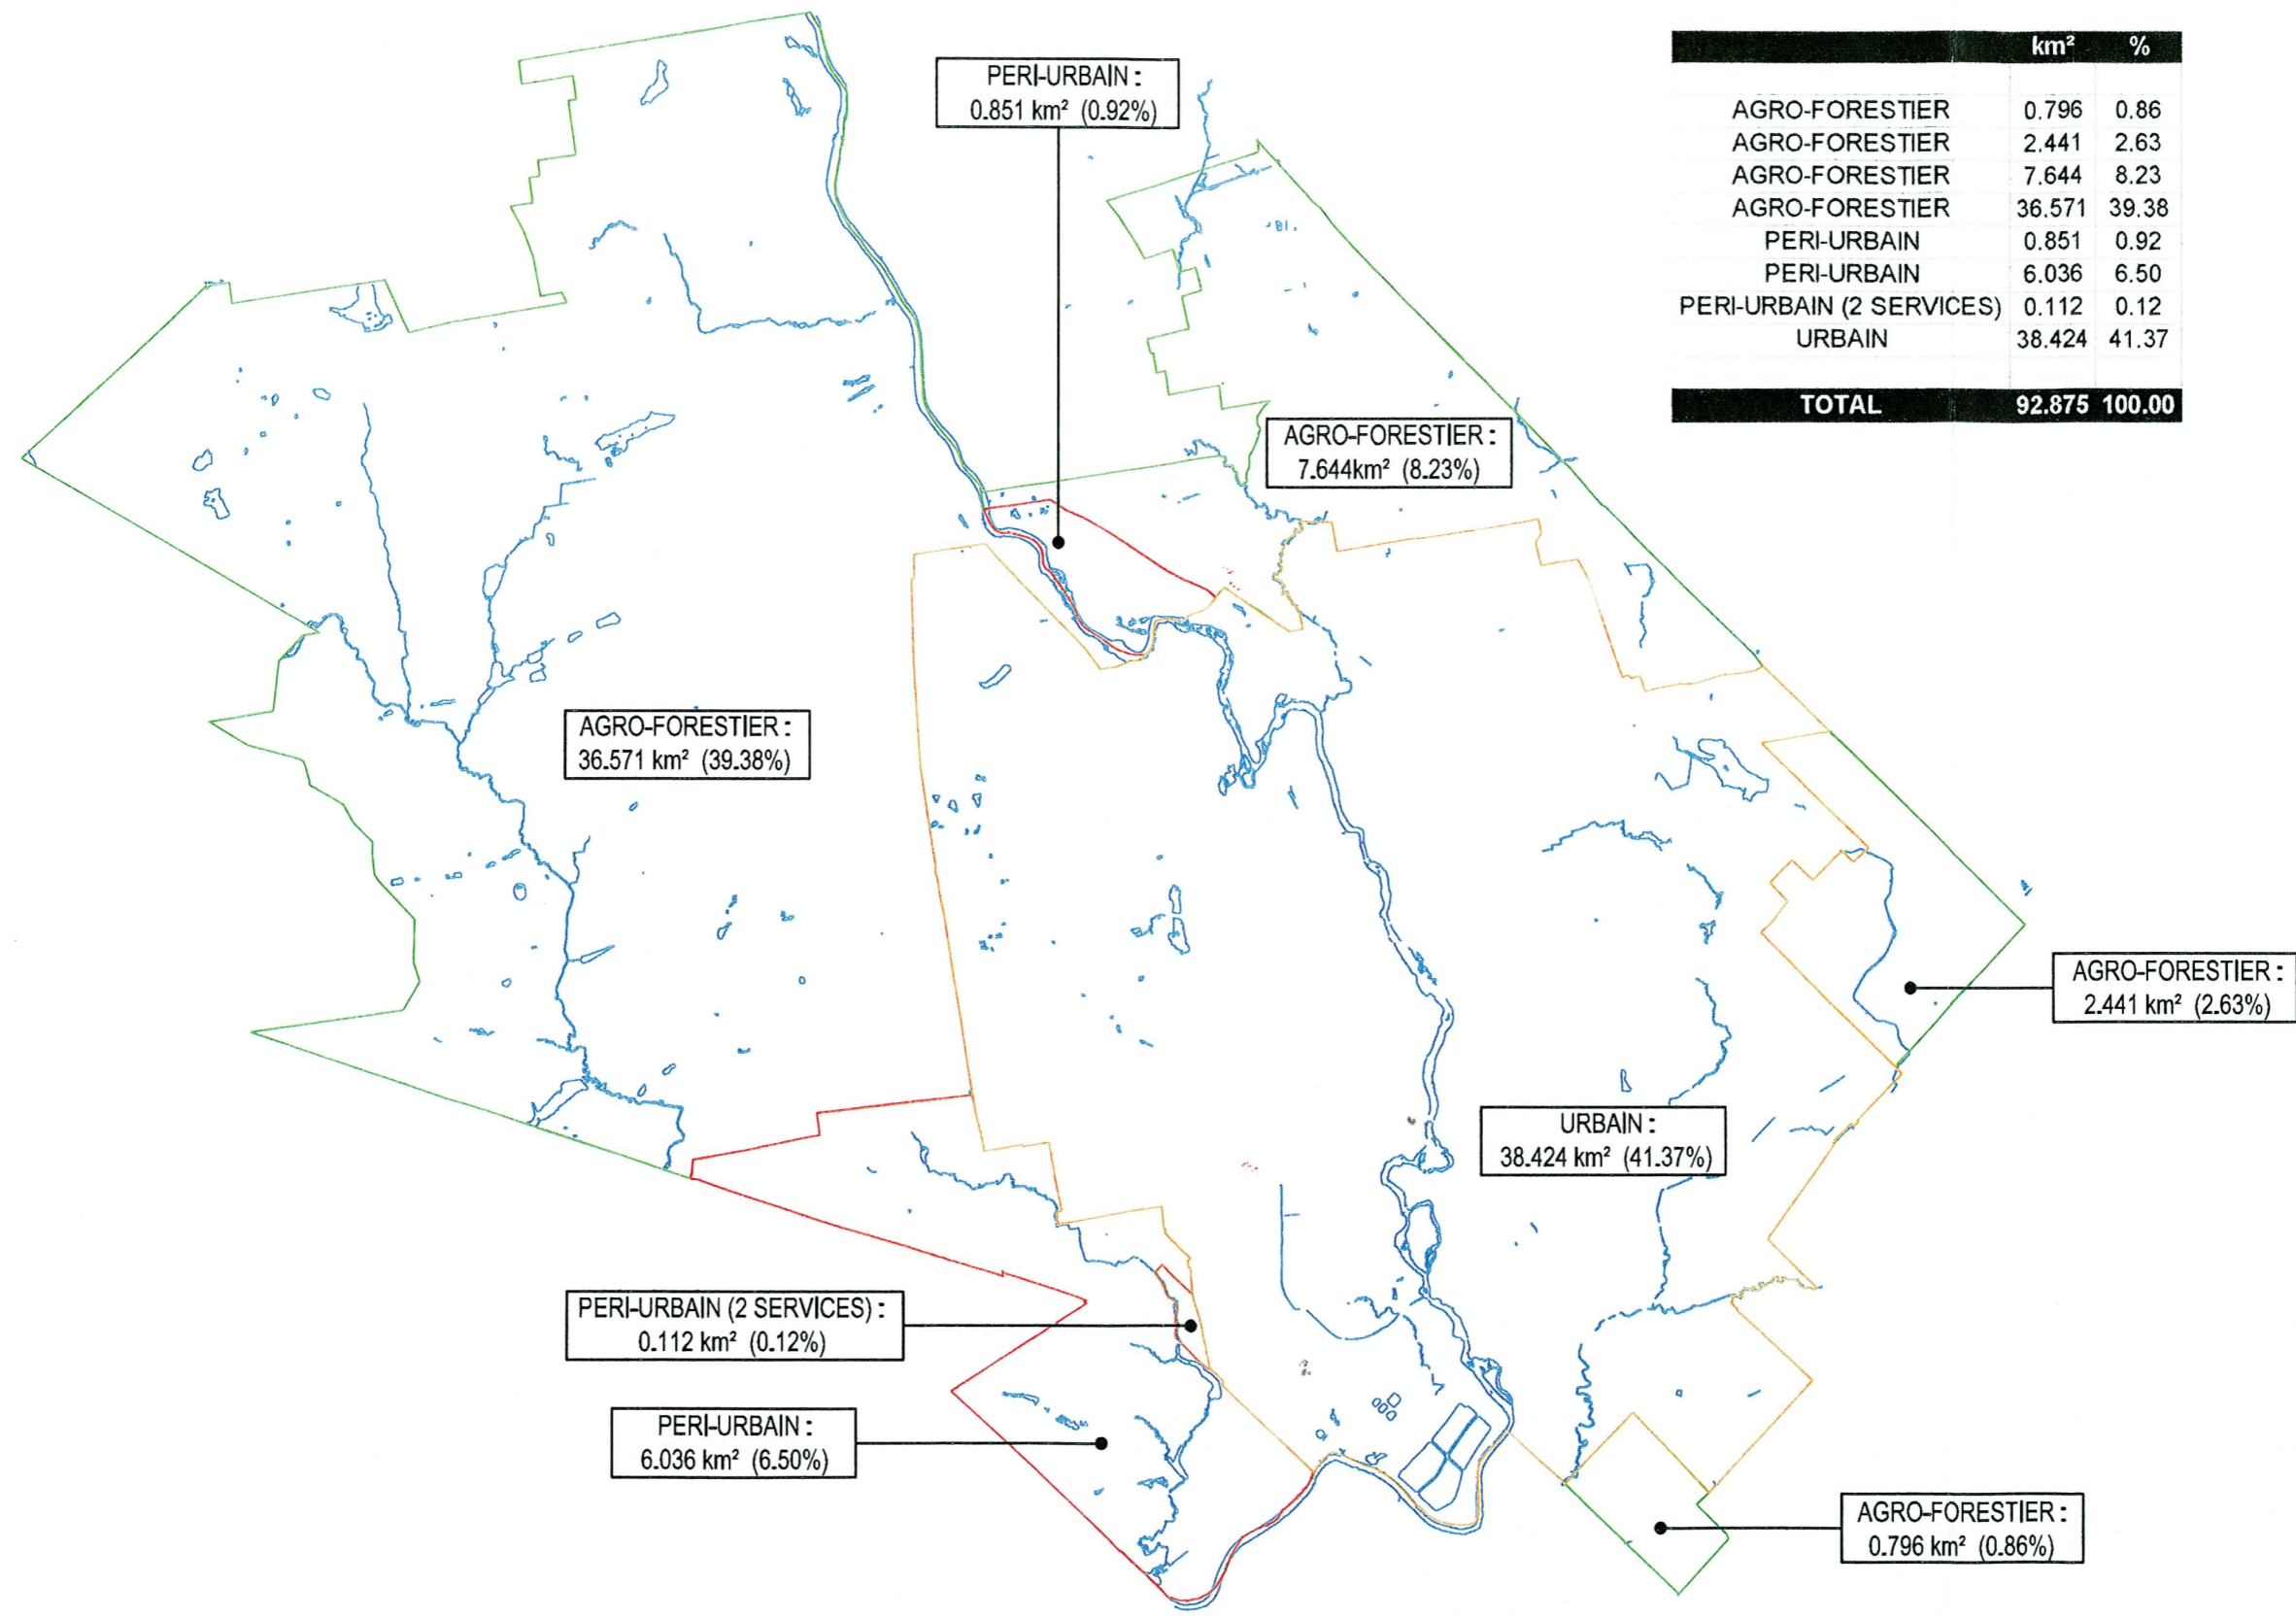 km² %
AGRO-FORESTIER 0.796 0.86
AGRO-FORESTIER 2.441 2.63
AGRO-FORESTIER 7.644 8.23
AGRO-FORESTIER 36.571 39.38
PERI-URBAIN 0.851 0.92
PERI-URBAIN 6.036 6.50
PERI-URBAIN (2 SERVICES) 0.112 0.12
URBAIN 38.424 41.37
TOTAL 92.875 100.00
PERI-URBAIN :
0.851 km² (0.92%)
AGRO-FORESTIER :
7.644km² (8.23%)
AGRO-FORESTIER :
36.571 km² (39.38%)
AGRO-FORESTIER :
2.441 km² (2.63%)
URBAIN :
38.424 km² (41.37%)
PERI-URBAIN (2 SERVICES) :
0.112 km² (0.12%)
PERI-URBAIN :
6.036 km² (6.50%)
AGRO-FORESTIER :
0.796 km² (0.86%)